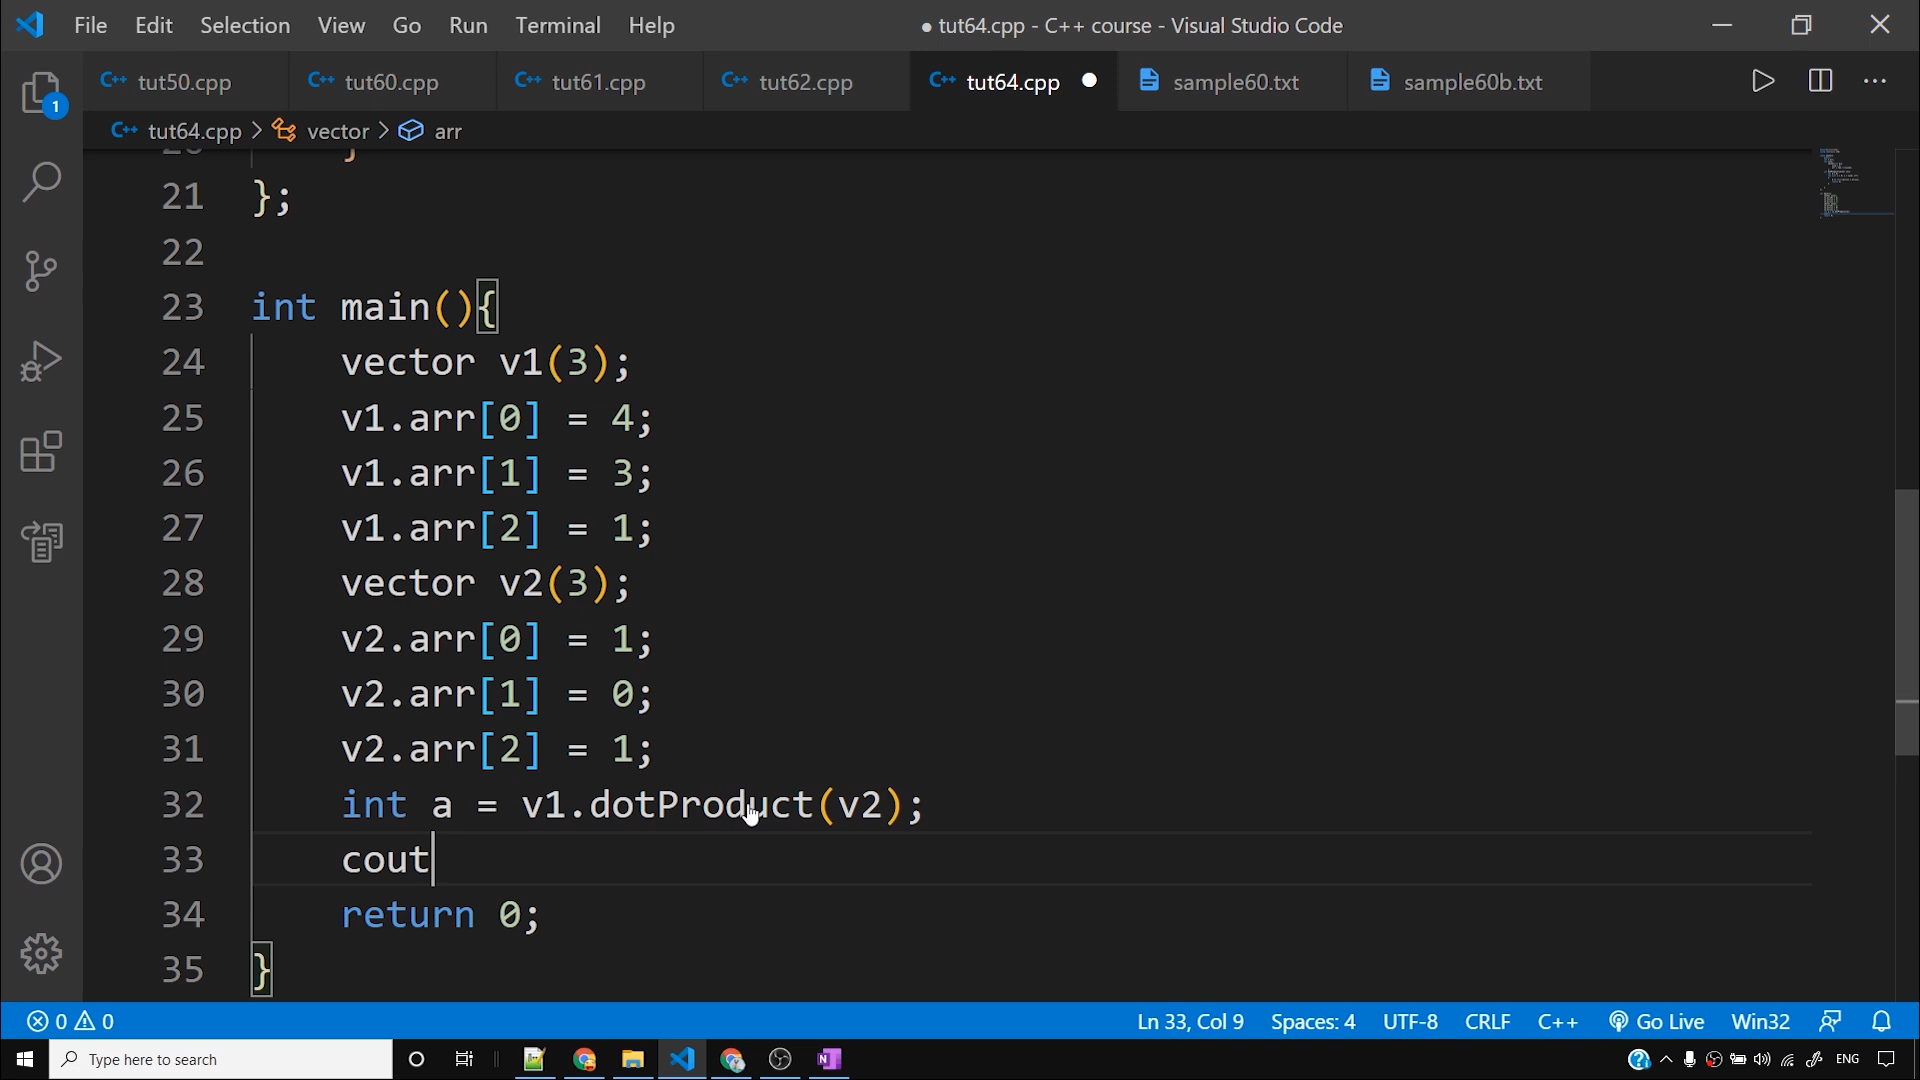 File Edit Selection View Go Run Terminal Help
● tut64.cpp - C++ course - Visual Studio Code
tut50.cpp tut60.cpp tut61.cpp tut62.cpp tut64.cpp ● sample60.txt sample60b.txt
tut64.cpp > vector > arr
1
21 };
22
23 int main(){
24 vector v1(3);
25 v1.arr[0] = 4;
26 v1.arr[1] = 3;
27 v1.arr[2] = 1;
28 vector v2(3);
29 v2.arr[0] = 1;
30 v2.arr[1] = 0;
31 v2.arr[2] = 1;
32 int a = v1.dotProduct(v2);
33 cout
34 return 0;
35 }
0 0 Ln 33, Col 9 Spaces: 4 UTF-8 CRLF C++ Go Live Win32
Type here to search ENG